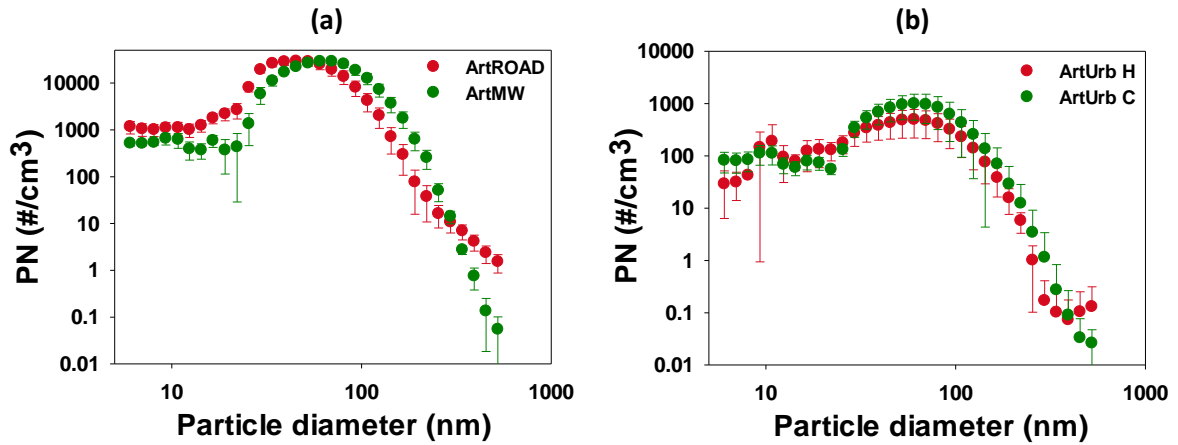 (a)
PN (#/cm3)
10000
1000
100
10
1
0.1
0.01
ArtROAD
ArtMW
10
100
1000
Particle diameter (nm)
(b)
PN (#/cm3)
10000
1000
100
10
1
0.1
0.01
ArtUrb H
ArtUrb C
10
100
1000
Particle diameter (nm)